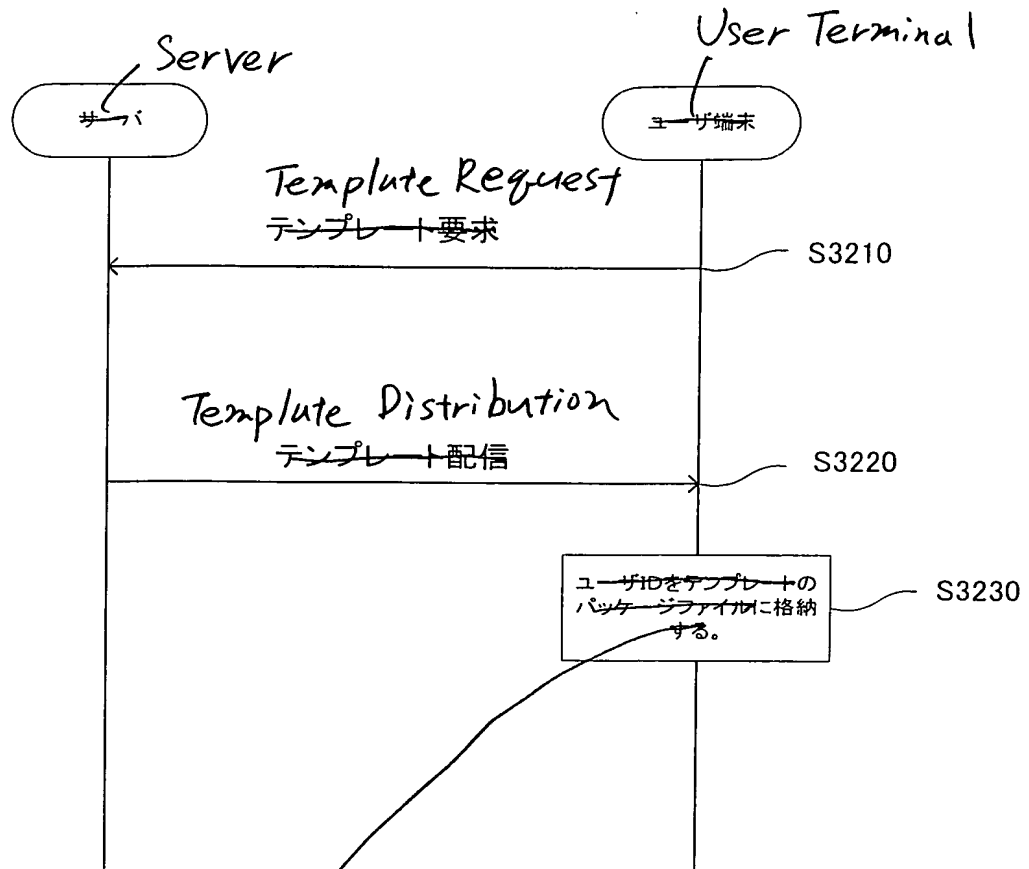 Server
User Terminal
サーバ
ユーザ端末
Template Request
テンプレート要求
S3210
Template Distribution
テンプレート配信
S3220
ユーザIDをテンプレートの
パッケージファイルに格納
する。
S3230